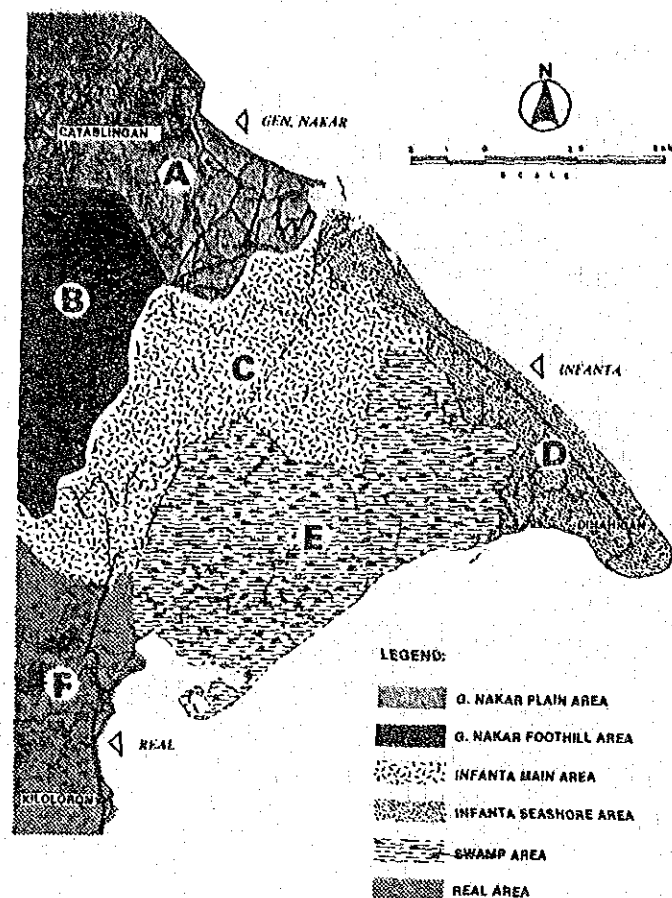 N
GEN. NAKAR
CATABLINGAN
S C A L E
A
B
C
INFANTA
D
DINAHICAN
E
F
REAL
KILOLORON
LEGEND:
G. NAKAR PLAIN AREA
G. NAKAR FOOTHILL AREA
INFANTA MAIN AREA
INFANTA SEASHORE AREA
SWAMP AREA
REAL AREA